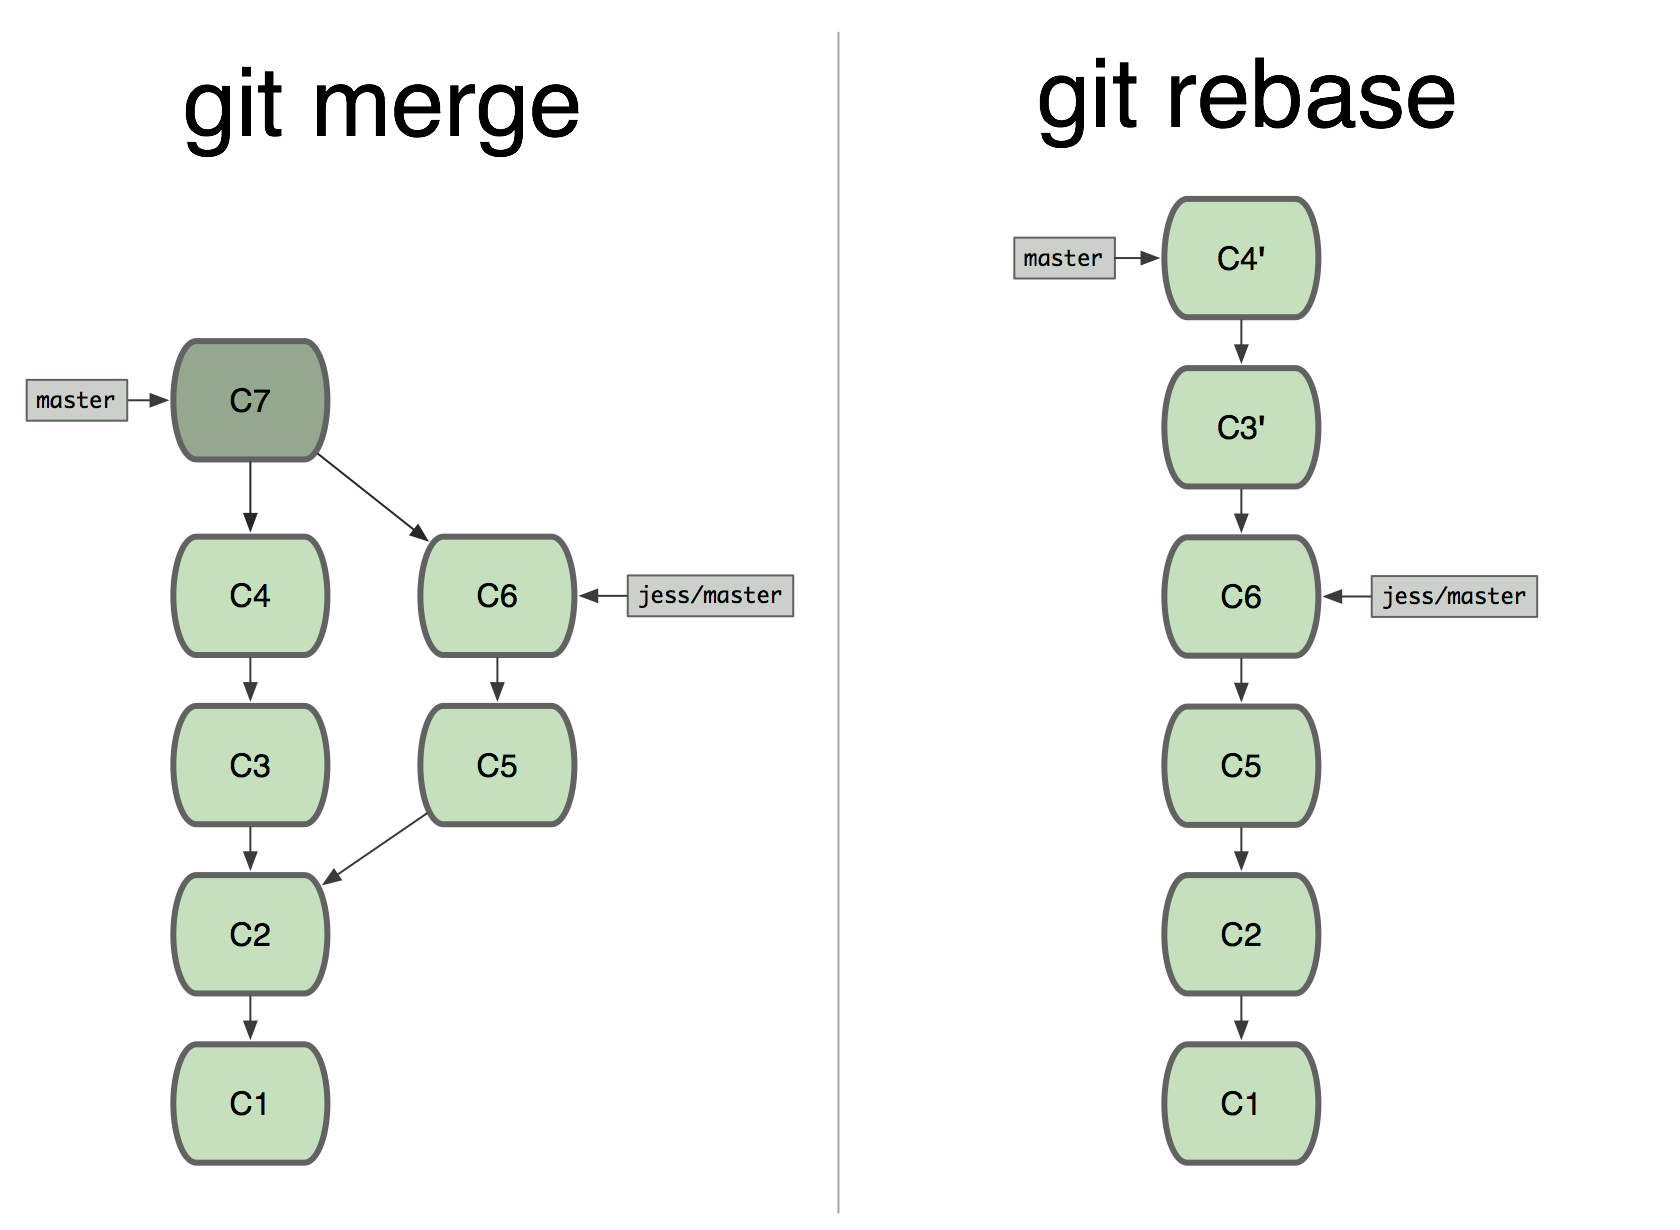 git merge
master
C7
C4
C6
jess/master
C3
C5
C2
C1
git rebase
master
C4'
C3'
C6
jess/master
C5
C2
C1